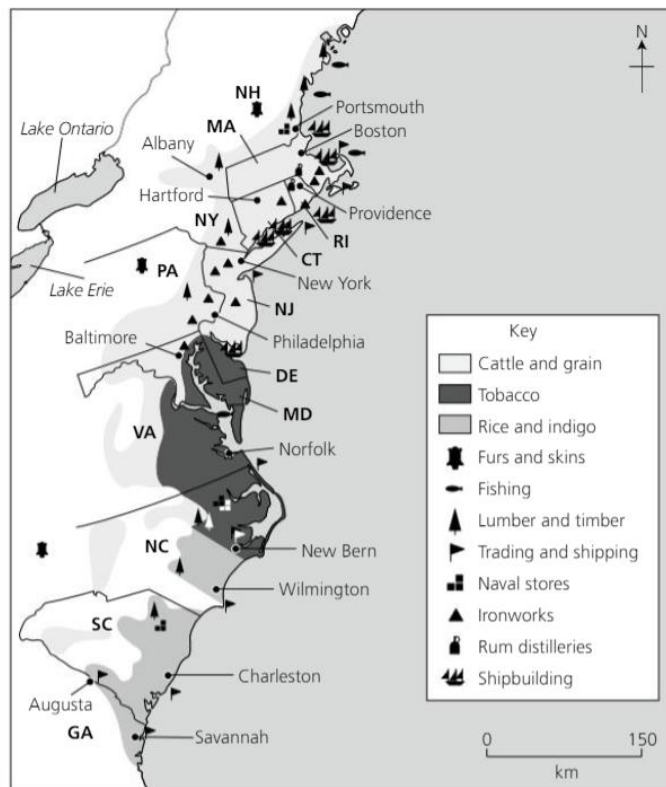 N
NH
Portsmouth
Lake Ontario
MA
Boston
Albany
Hartford
Providence
NY
RI
CT
New York
Lake Erie
PA
NJ
Philadelphia
Baltimore
DE
MD
VA
Norfolk
NC
New Bern
Wilmington
SC
Charleston
Augusta
GA
Savannah
Key
Cattle and grain
Tobacco
Rice and indigo
Furs and skins
Fishing
Lumber and timber
Trading and shipping
Naval stores
Ironworks
Rum distilleries
Shipbuilding
0 150
km